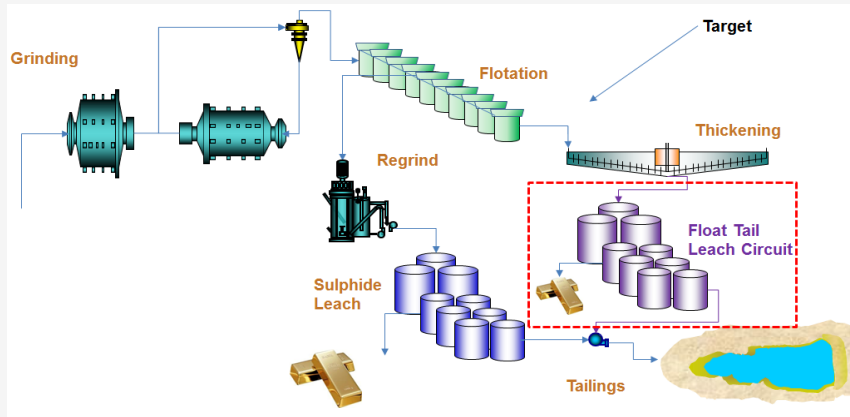 Target
Grinding
Flotation
Thickening
Regrind
Float Tail
Leach Circuit
Sulphide
Leach
Tailings